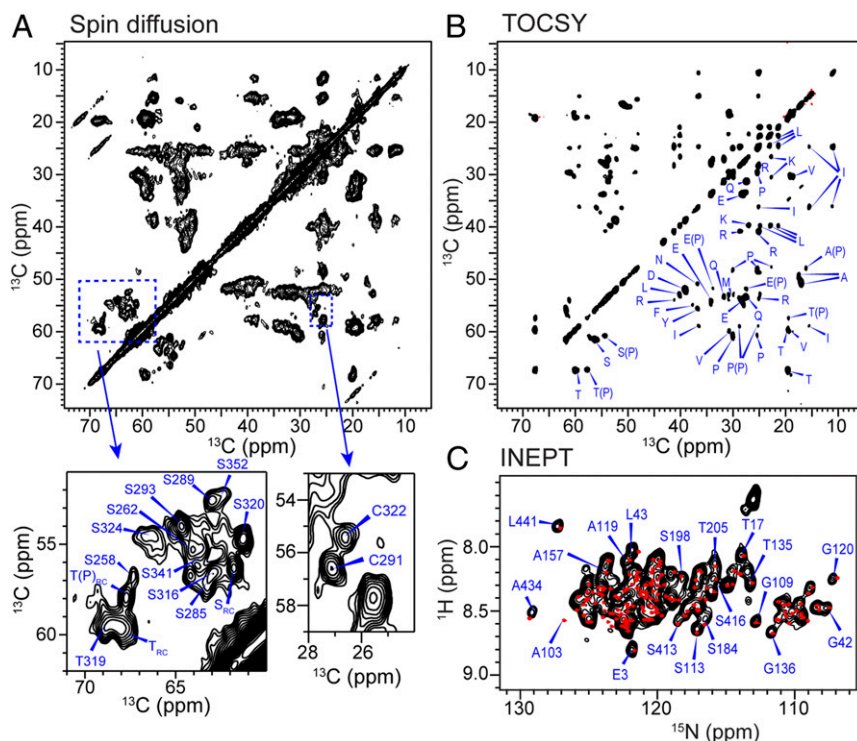 A Spin diffusion
10
20
30
40
50
60
70
¹³C (ppm)
70 60 50 40 30 20 10
¹³C (ppm)
B TOCSY
10
20
30
40
50
60
70
L
K
R
V
I
Q
P
E
I
K
R
L
R
E
E(P)
P
A(P)
N
Q
D
M
E(P)
A
L
R
R
F
E
Q
T(P)
Y
I
V
P
P(P)
P
T
V
I
S
S(P)
T
T(P)
T
60 50 40 30 20 10
¹³C (ppm)
S352
S289
S293
S262
S320
S324
S258
S341
T(P)RC
S316
S285
SRC
T319
TRC
55
60
¹³C (ppm)
70 65
¹³C (ppm)
C322
C291
54
56
58
28 26
¹³C (ppm)
C INEPT
L441
A119
L43
S198
T205
T17
A157
T135
G120
G109
A434
A103
S416
S413
S184
G42
E3
S113
G136
8.0
8.5
9.0
¹H (ppm)
130 120 110
¹⁵N (ppm)